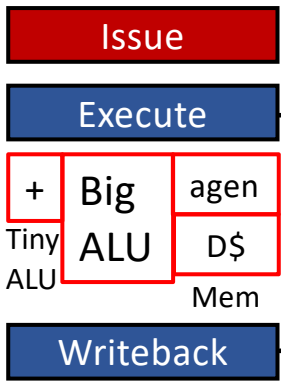 Issue
Execute
+
Big
ALU
agen
D$
Tiny
ALU
Mem
Writeback